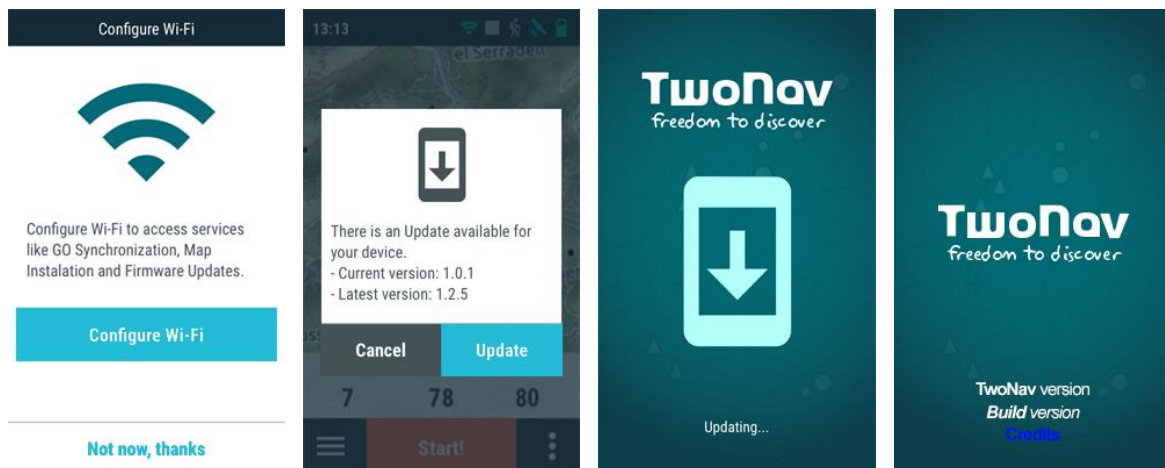 Configure Wi-Fi
Configure Wi-Fi to access services
like GO Synchronization, Map
Instalation and Firmware Updates.
Configure Wi-Fi
Not now, thanks
13:13
el Serradell
There is an Update available for
your device.
- Current version: 1.0.1
- Latest version: 1.2.5
Cancel
Update
7 78 80
Start!
TwoNav
freedom to discover
Updating...
TwoNav
freedom to discover
TwoNav version
Build version
Credits